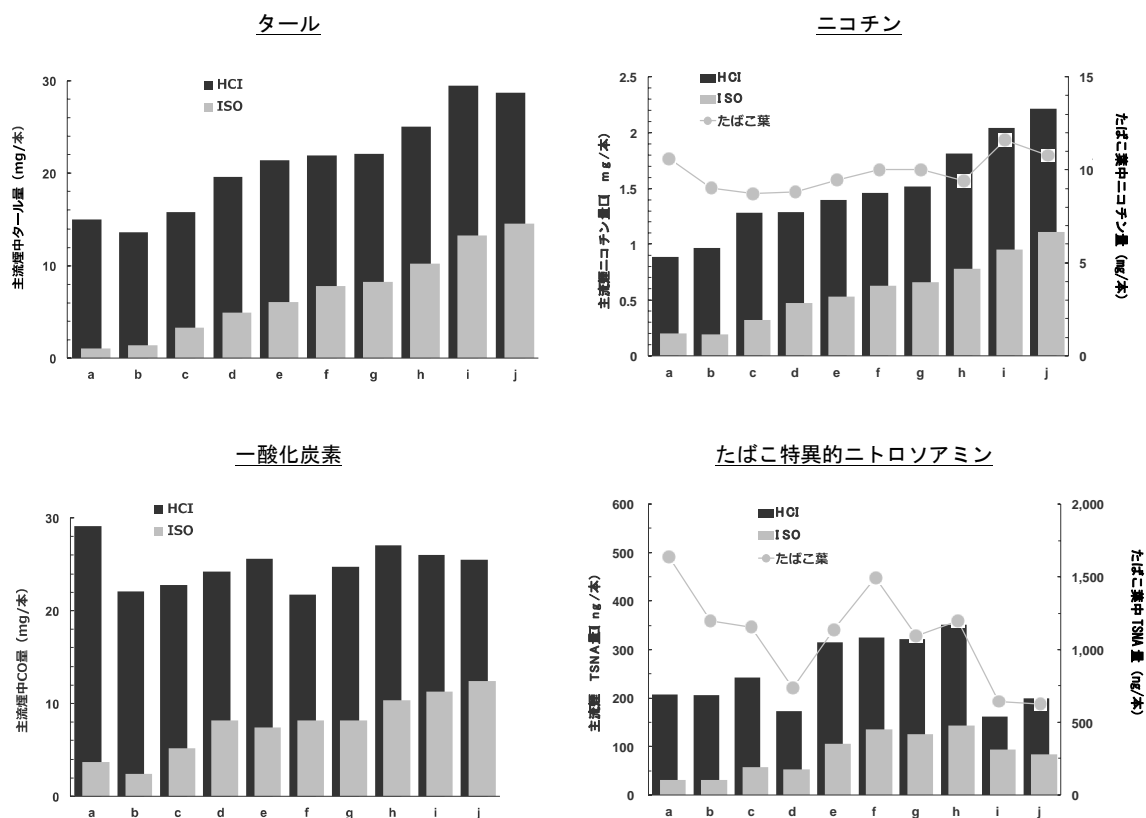 タール
HCI
ISO
主流煙中タール量（mg/本）
30
20
10
0
a b c d e f g h i j
ニコチン
HCI
ISO
たばこ葉
主流煙ニコチン量 mg/本）
2.5
2
1.5
1
0.5
0
15
10
5
0
たばこ葉中ニコチン量（mg/本）
a b c d e f g h i j
一酸化炭素
HCI
ISO
主流煙中CO量（mg/本）
30
20
10
0
a b c d e f g h i j
たばこ特異的ニトロソアミン
HCI
ISO
たばこ葉
主流煙 TSNA量 ng/本）
600
500
400
300
200
100
0
2,000
1,500
1,000
500
0
たばこ葉中TSNA量（ng/本）
a b c d e f g h i j